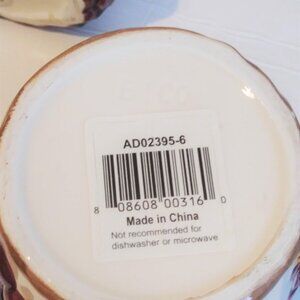 AD02395-6
8 08608 00316 0
Made in China
Not recommended for
dishwasher or microwave